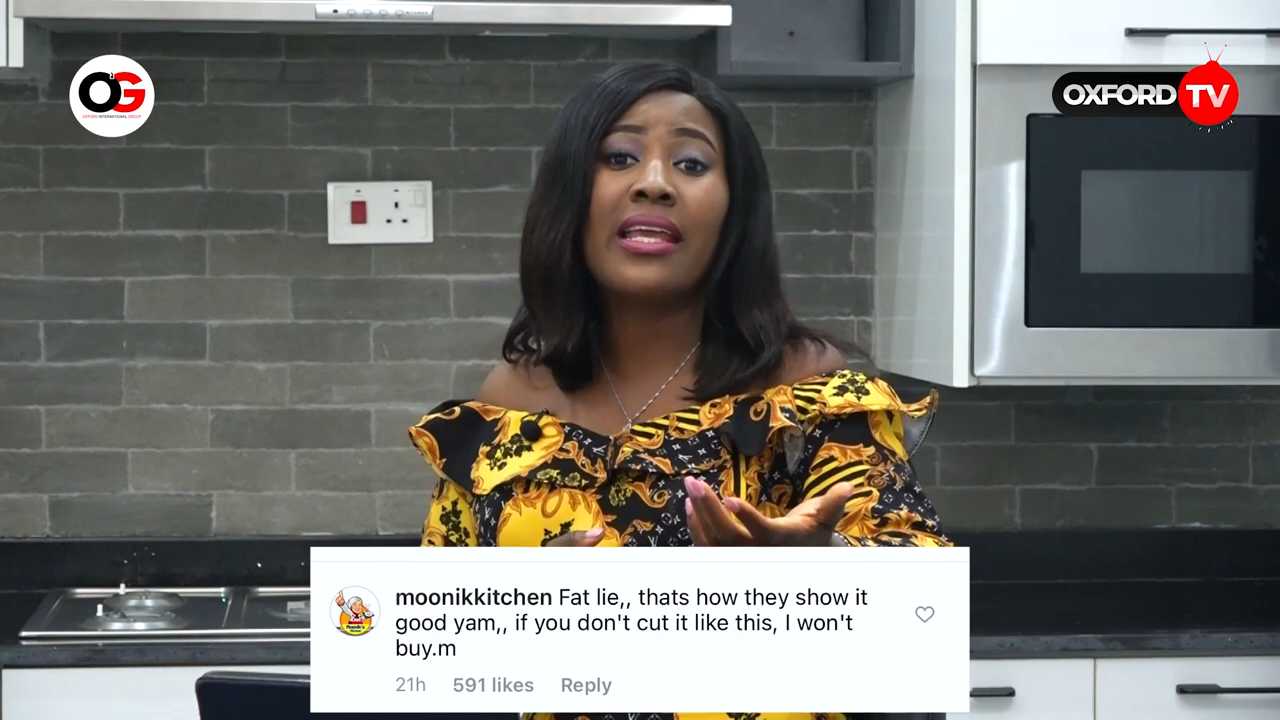 OG
OXFORD INTERNATIONAL GROUP
OXFORD TV
moonikkitchen Fat lie,, thats how they show it
good yam,, if you don't cut it like this, I won't
buy.m
21h 591 likes Reply